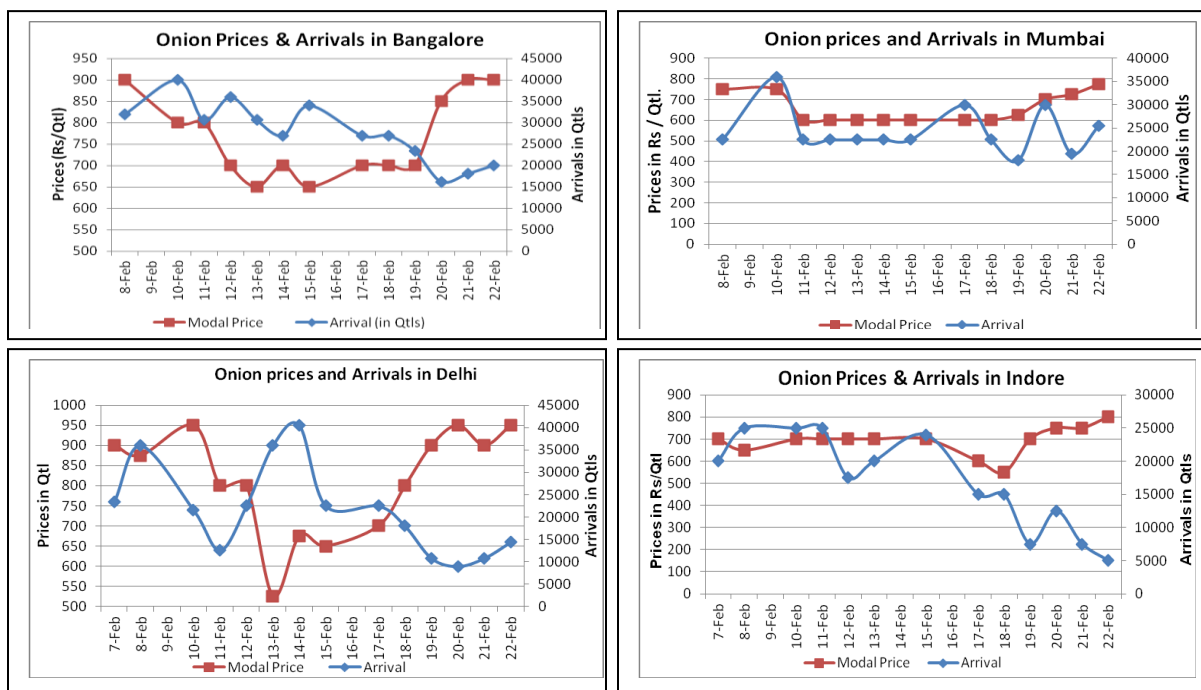 Onion Prices & Arrivals in Bangalore
950
900
850
800
750
700
650
600
550
500
45000
40000
35000
30000
25000
20000
15000
10000
5000
0
Prices (Rs/Qtl)
Arrivals in Qtls
8-Feb
9-Feb
10-Feb
11-Feb
12-Feb
13-Feb
14-Feb
15-Feb
16-Feb
17-Feb
18-Feb
19-Feb
20-Feb
21-Feb
22-Feb
Modal Price
Arrival (in Qtls)
Onion prices and Arrivals in Mumbai
900
800
700
600
500
400
300
200
100
0
40000
35000
30000
25000
20000
15000
10000
5000
0
Prices in Rs / Qtl.
Arrivals in Qtls
8-Feb
9-Feb
10-Feb
11-Feb
12-Feb
13-Feb
14-Feb
15-Feb
16-Feb
17-Feb
18-Feb
19-Feb
20-Feb
21-Feb
22-Feb
Modal Price
Arrival
Onion prices and Arrivals in Delhi
1000
950
900
850
800
750
700
650
600
550
500
45000
40000
35000
30000
25000
20000
15000
10000
5000
0
Prices in Qtl
Arrivals in Qtls
7-Feb
8-Feb
9-Feb
10-Feb
11-Feb
12-Feb
13-Feb
14-Feb
15-Feb
16-Feb
17-Feb
18-Feb
19-Feb
20-Feb
21-Feb
22-Feb
Modal Price
Arrival
Onion Prices & Arrivals in Indore
900
800
700
600
500
400
300
200
100
0
30000
25000
20000
15000
10000
5000
0
Prices in Rs/Qtl
Arrivals in Qtls
7-Feb
8-Feb
9-Feb
10-Feb
11-Feb
12-Feb
13-Feb
14-Feb
15-Feb
16-Feb
17-Feb
18-Feb
19-Feb
20-Feb
21-Feb
22-Feb
Modal Price
Arrival